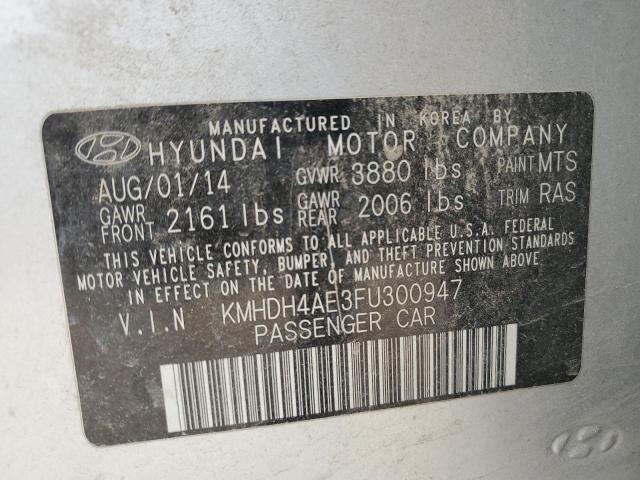 MANUFACTURED IN KOREA BY
HYUNDAI MOTOR COMPANY
AUG/01/14 GVWR 3880 lbs PAINT MTS
GAWR FRONT 2161 lbs GAWR REAR 2006 lbs TRIM RAS
THIS VEHICLE CONFORMS TO ALL APPLICABLE U.S.A. FEDERAL
MOTOR VEHICLE SAFETY, BUMPER, AND THEFT PREVENTION STANDARDS
IN EFFECT ON THE DATE OF MANUFACTURE SHOWN ABOVE
V.I.N KMHDH4AE3FU300947
PASSENGER CAR